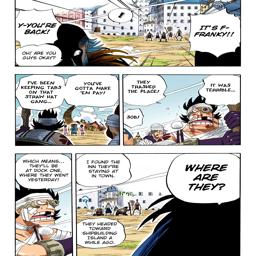 Y-YOU'RE
BACK!
OH! ARE YOU
GUYS OKAY?
!
IT'S F-
FRANKY!!
I'VE BEEN
KEEPING TABS
ON THAT
STRAW HAT
GANG...
YOU'VE
GOTTA MAKE
'EM PAY!
THEY
TRASHED
THE PLACE!
SOB!
IT WAS
TERRIBLE...
WHICH
MEANS...THEY'LL
BE AT DOCK ONE,
WHERE THEY WENT
YESTERDAY!
I FOUND THE
INN THEY'RE
STAYING AT
IN TOWN.
THEY HEADED
TOWARD
SHIPBUILDING
ISLAND A
WHILE AGO.
WHERE
ARE
THEY?